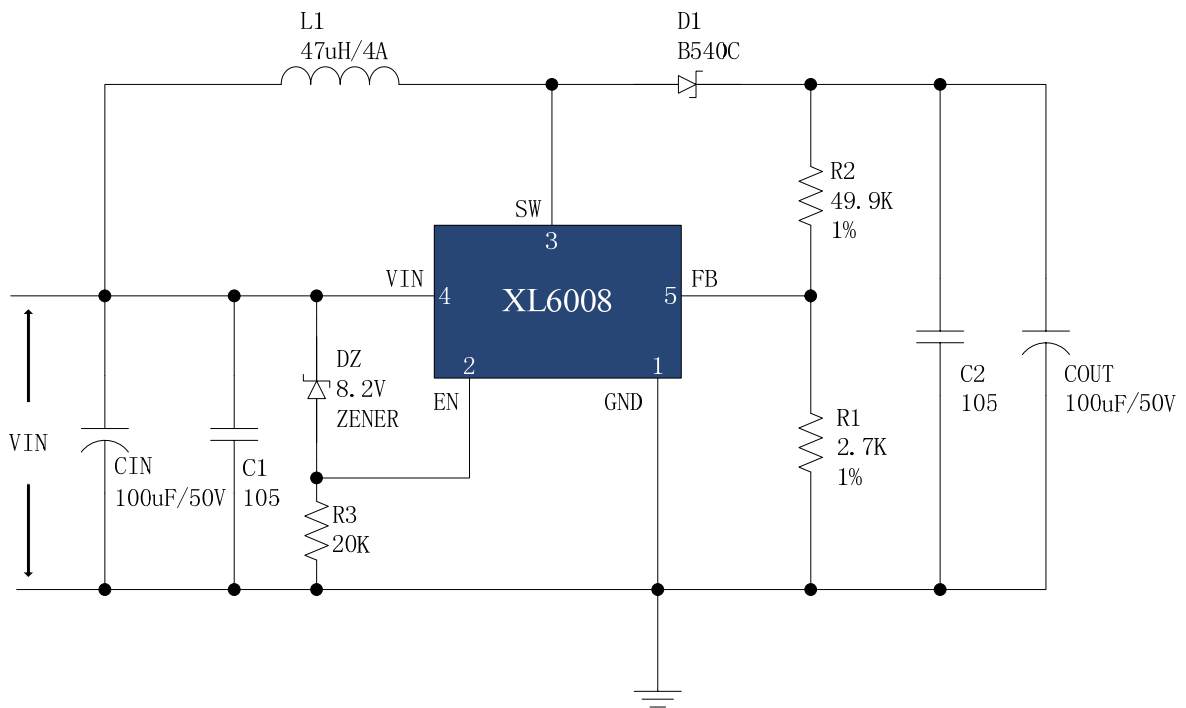 L1
47uH/4A
D1
B540C
R2
49.9K
1%
SW
3
VIN
4
XL6008
5
FB
2
1
EN
GND
DZ
8.2V
ZENER
C2
105
COUT
100uF/50V
VIN
CIN
100uF/50V
C1
105
R1
2.7K
1%
R3
20K